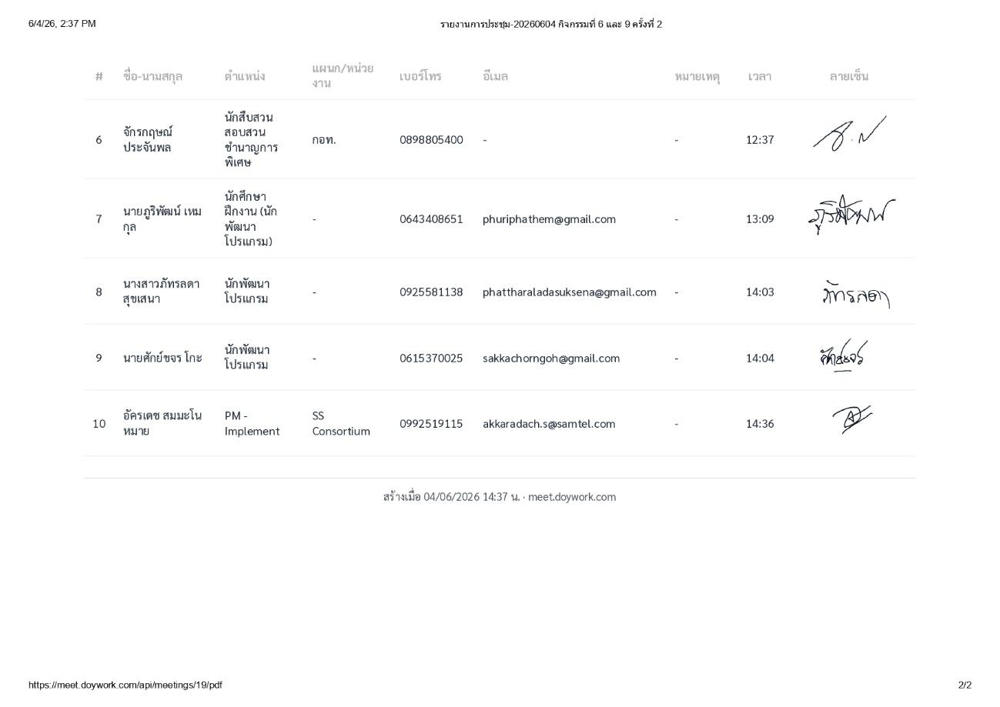 6/4/26, 2:37 PM
รายงานการประชุม-20260604 กิจกรรมที่ 6 และ 9 ครั้งที่ 2
# ชื่อ-นามสกุล ตำแหน่ง แผนก/หน่วย เบอร์โทร อีเมล หมายเหตุ เวลา ลายเซ็น
งาน
นักสืบสวน
จักรกฤษณ์ สอบสวน
6 กอท. 0898805400 - - 12:37
ประจันพล ชำนาญการ
พิเศษ
นักศึกษา
นายภูริพัฒน์ เหม ฝึกงาน (นัก
7 - 0643408651 phuriphathem@gmail.com - 13:09 ภูริพัฒน์
กุล พัฒนา
โปรแกรม)
นางสาวภัทรลดา นักพัฒนา
8 - 0925581138 phattharaladasuksena@gmail.com - 14:03 ภัทรลดา
สุขเสนา โปรแกรม
นักพัฒนา
9 นายศักย์ขจร โกะ - 0615370025 sakkachorngoh@gmail.com - 14:04 ศักย์ขจร
โปรแกรม
อัครเดช สมมะโน PM - SS
10 0992519115 akkaradach.s@samtel.com - 14:36
หมาย Implement Consortium
สร้างเมื่อ 04/06/2026 14:37 น. · meet.doywork.com
https://meet.doywork.com/api/meetings/19/pdf
2/2